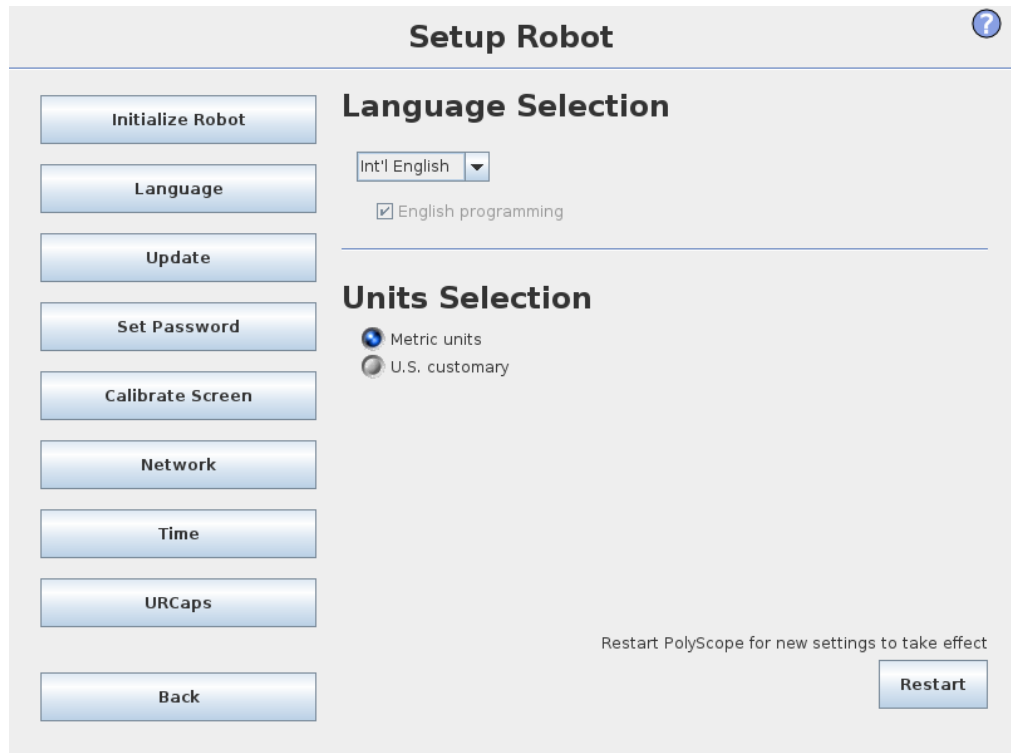 Setup Robot
?
Initialize Robot
Language
Update
Set Password
Calibrate Screen
Network
Time
URCaps
Back
Language Selection
Int'l English
English programming
Units Selection
Metric units
U.S. customary
Restart PolyScope for new settings to take effect
Restart